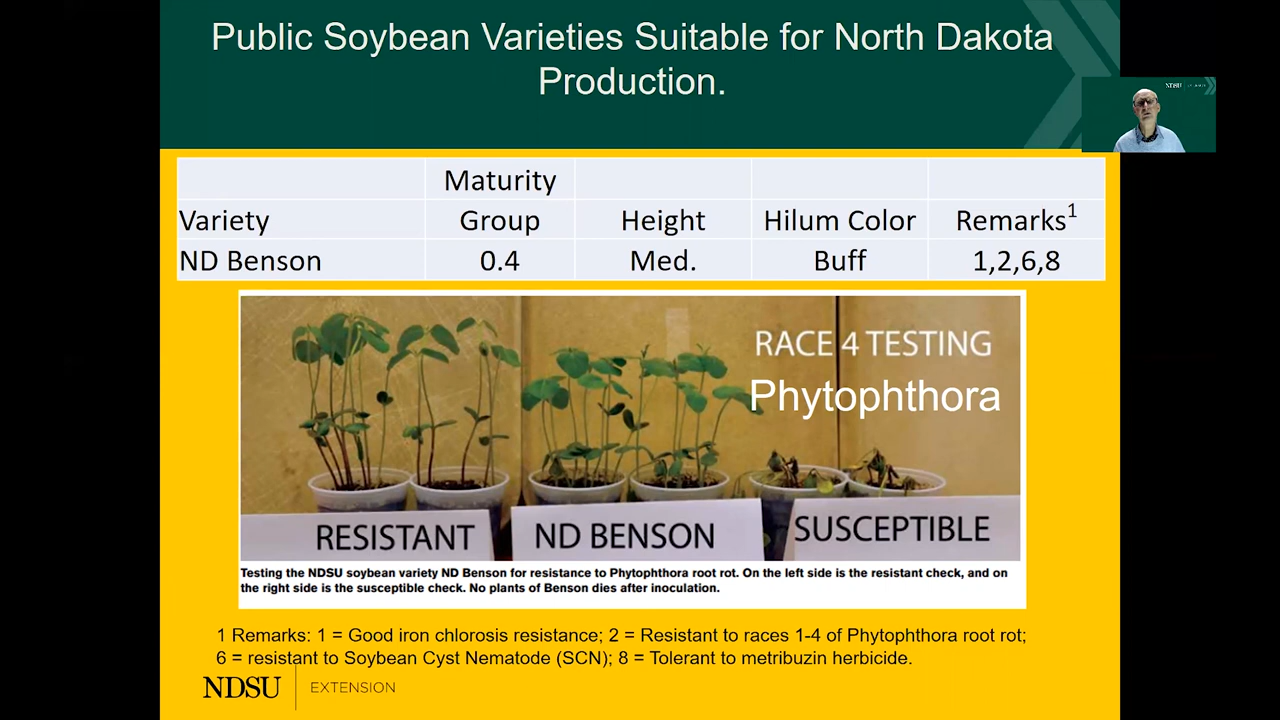 Public Soybean Varieties Suitable for North Dakota
Production.
NDSU
Maturity
Variety Group Height Hilum Color Remarks1
ND Benson 0.4 Med. Buff 1,2,6,8
RACE 4 TESTING
Phytophthora
RESISTANT ND BENSON SUSCEPTIBLE
Testing the NDSU soybean variety ND Benson for resistance to Phytophthora root rot. On the left side is the resistant check, and on
the right side is the susceptible check. No plants of Benson dies after inoculation.
1 Remarks: 1 = Good iron chlorosis resistance; 2 = Resistant to races 1-4 of Phytophthora root rot;
6 = resistant to Soybean Cyst Nematode (SCN); 8 = Tolerant to metribuzin herbicide.
NDSU EXTENSION